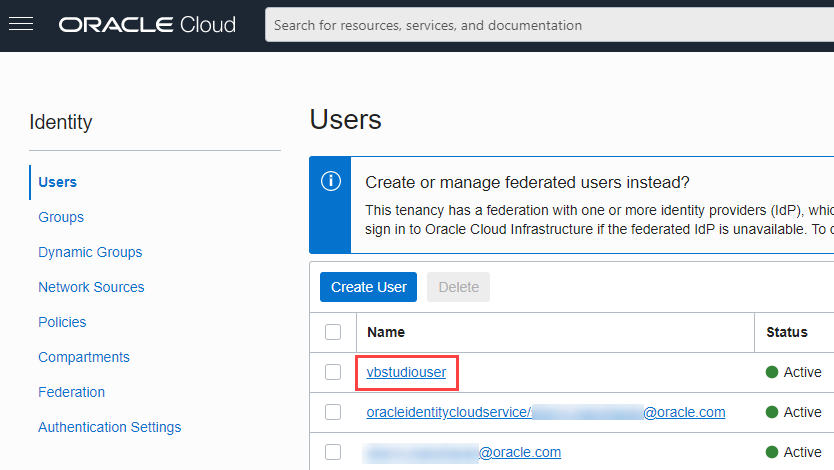 ORACLE Cloud
Search for resources, services, and documentation
Identity
Users
Groups
Dynamic Groups
Network Sources
Policies
Compartments
Federation
Authentication Settings
Users
Create or manage federated users instead?
This tenancy has a federation with one or more identity providers (IdP), whic
sign in to Oracle Cloud Infrastructure if the federated IdP is unavailable. To c
Create User Delete
Name Status
vbstudiouser Active
oracleidentitycloudservice/ @oracle.com Active
@oracle.com Active